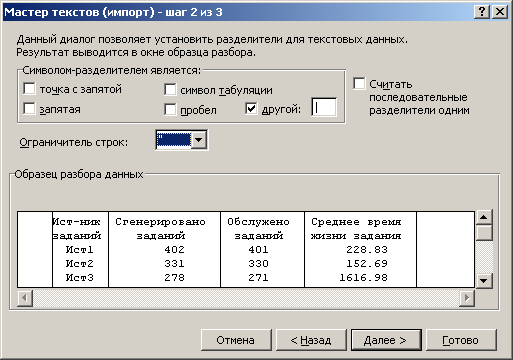 Мастер текстов (импорт) - шаг 2 из 3
Данный диалог позволяет установить разделители для текстовых данных.
Результат выводится в окне образца разбора.
Символом-разделителем является:
точка с запятой
символ табуляции
запятая
пробел
другой: |
Считать
последовательные
разделители одним
Ограничитель строк: "
Образец разбора данных
Ист-ник Сгенерировано Обслужено Среднее время
заданий заданий заданий жизни задания
Ист1 402 401 228.83
Ист2 331 330 152.69
Ист3 278 271 1616.98
Отмена < Назад Далее > Готово